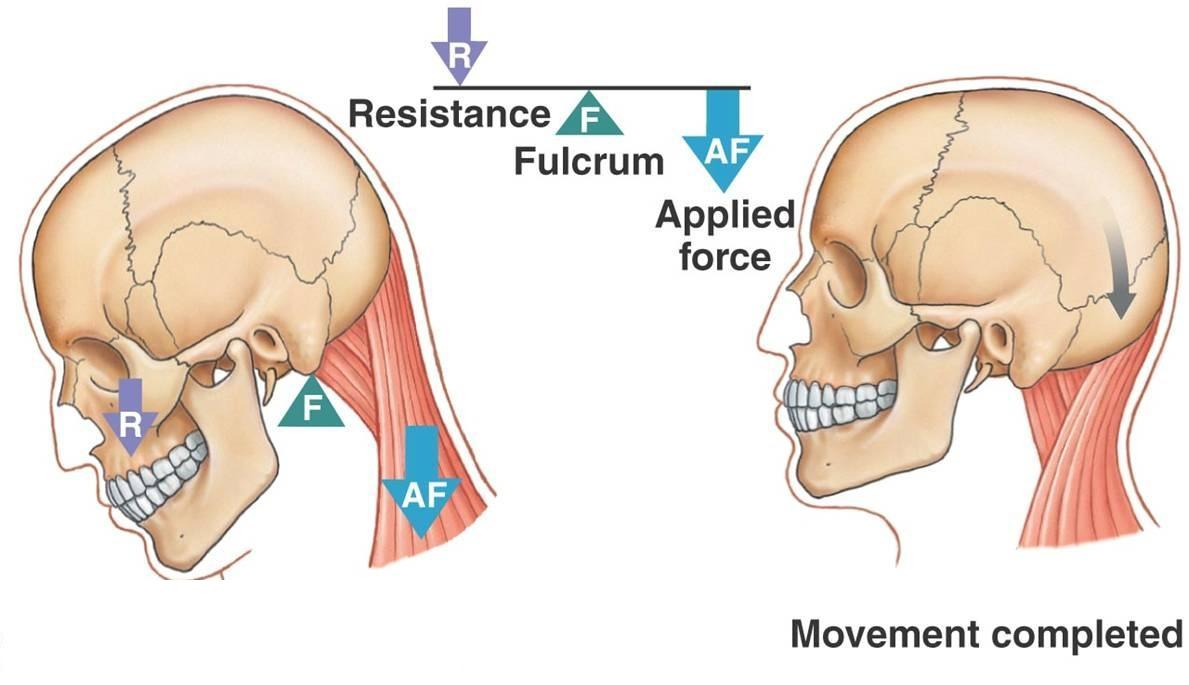 R
Resistance
F
Fulcrum
AF
Applied
force
R
F
AF
Movement completed